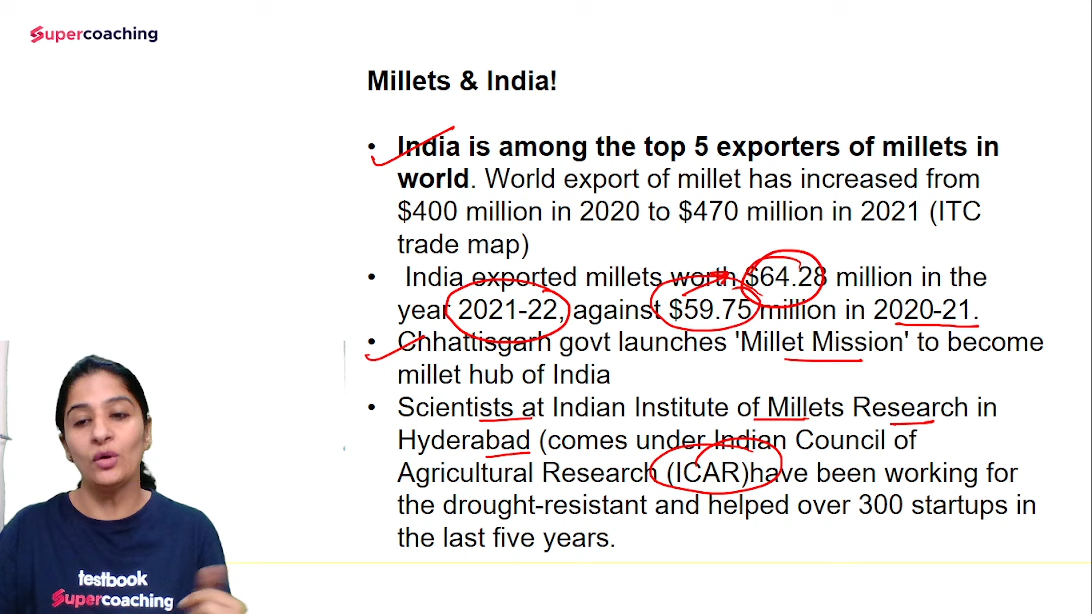 Supercoaching
Millets & India!
• India is among the top 5 exporters of millets in
world. World export of millet has increased from
$400 million in 2020 to $470 million in 2021 (ITC
trade map)
• India exported millets worth $64.28 million in the
year 2021-22, against $59.75 million in 2020-21.
• Chhattisgarh govt launches 'Millet Mission' to become
millet hub of India
• Scientists at Indian Institute of Millets Research in
Hyderabad (comes under Indian Council of
Agricultural Research (ICAR)have been working for
the drought-resistant and helped over 300 startups in
the last five years.
testbook
Supercoaching